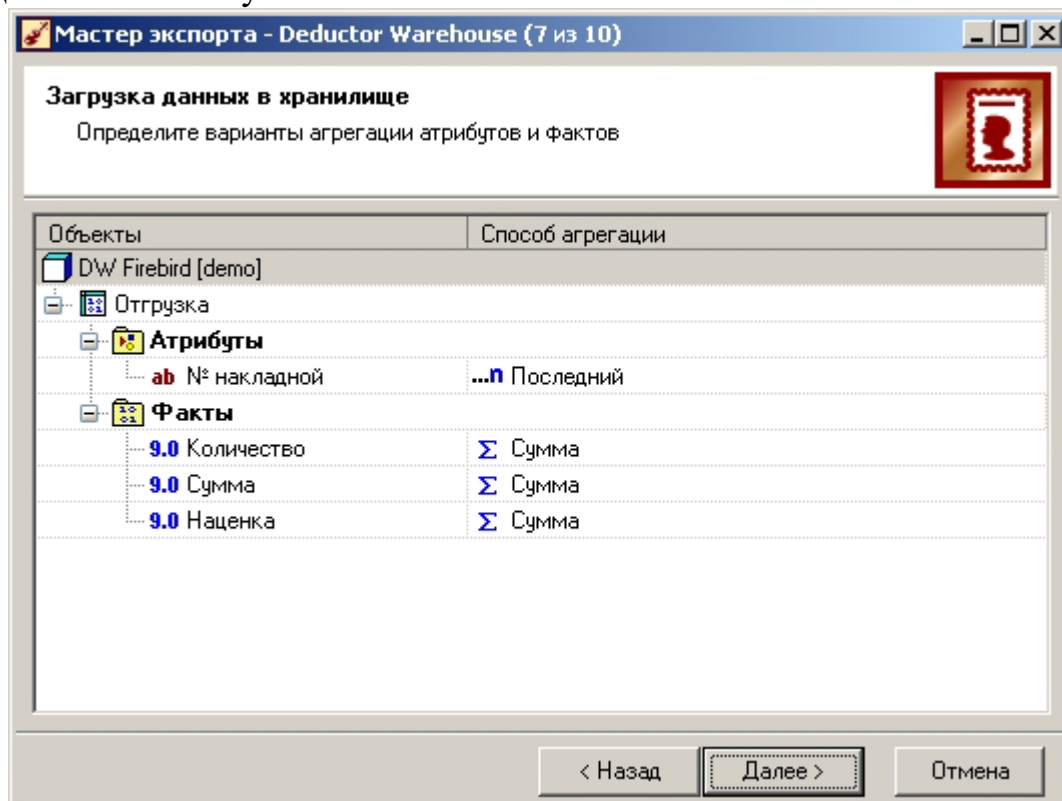 Мастер экспорта - Deductor Warehouse (7 из 10)
Загрузка данных в хранилище
Определите варианты агрегации атрибутов и фактов
Объекты Способ агрегации
DW Firebird [demo]
Отгрузка
Атрибуты
ab № накладной ...n Последний
Факты
9.0 Количество Σ Сумма
9.0 Сумма Σ Сумма
9.0 Наценка Σ Сумма
< Назад Далее > Отмена